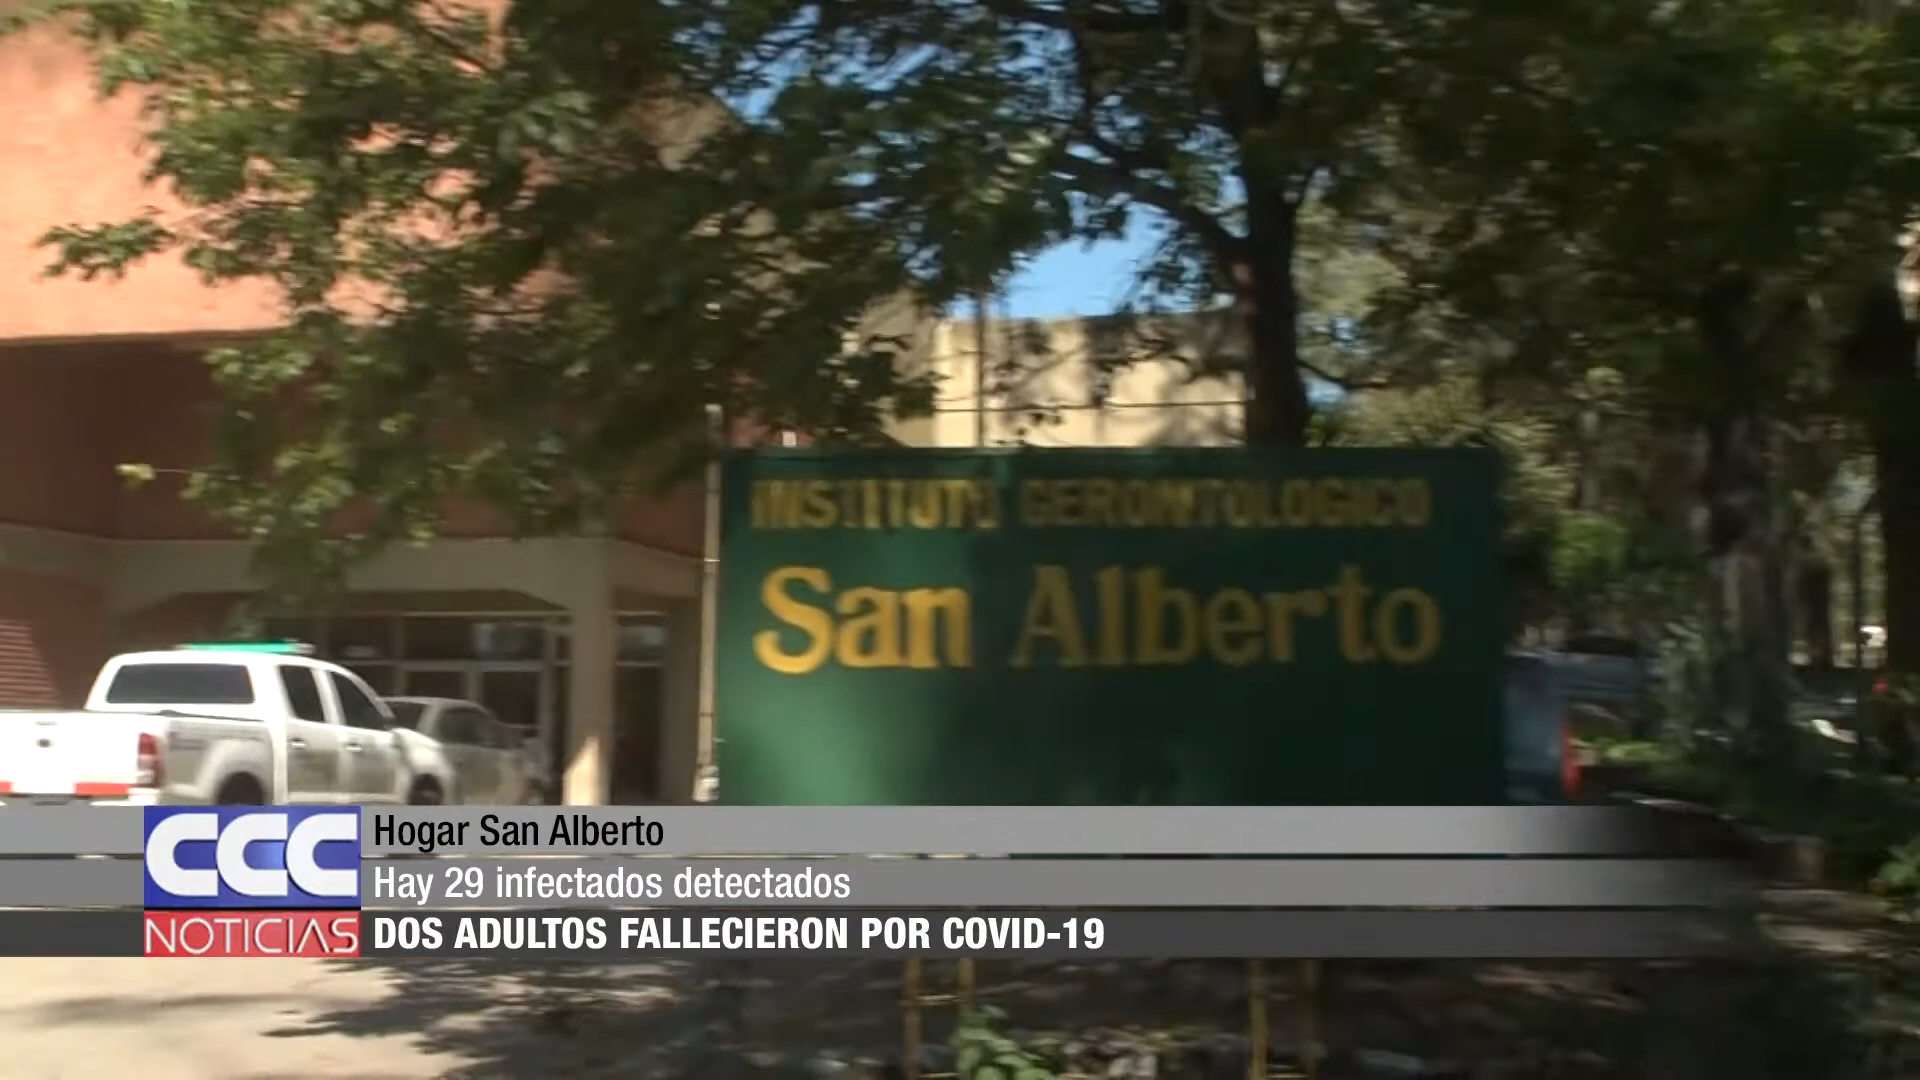 INSTITUTO GERONTOLOGICO
San Alberto
CCC
NOTICIAS
Hogar San Alberto
Hay 29 infectados detectados
DOS ADULTOS FALLECIERON POR COVID-19